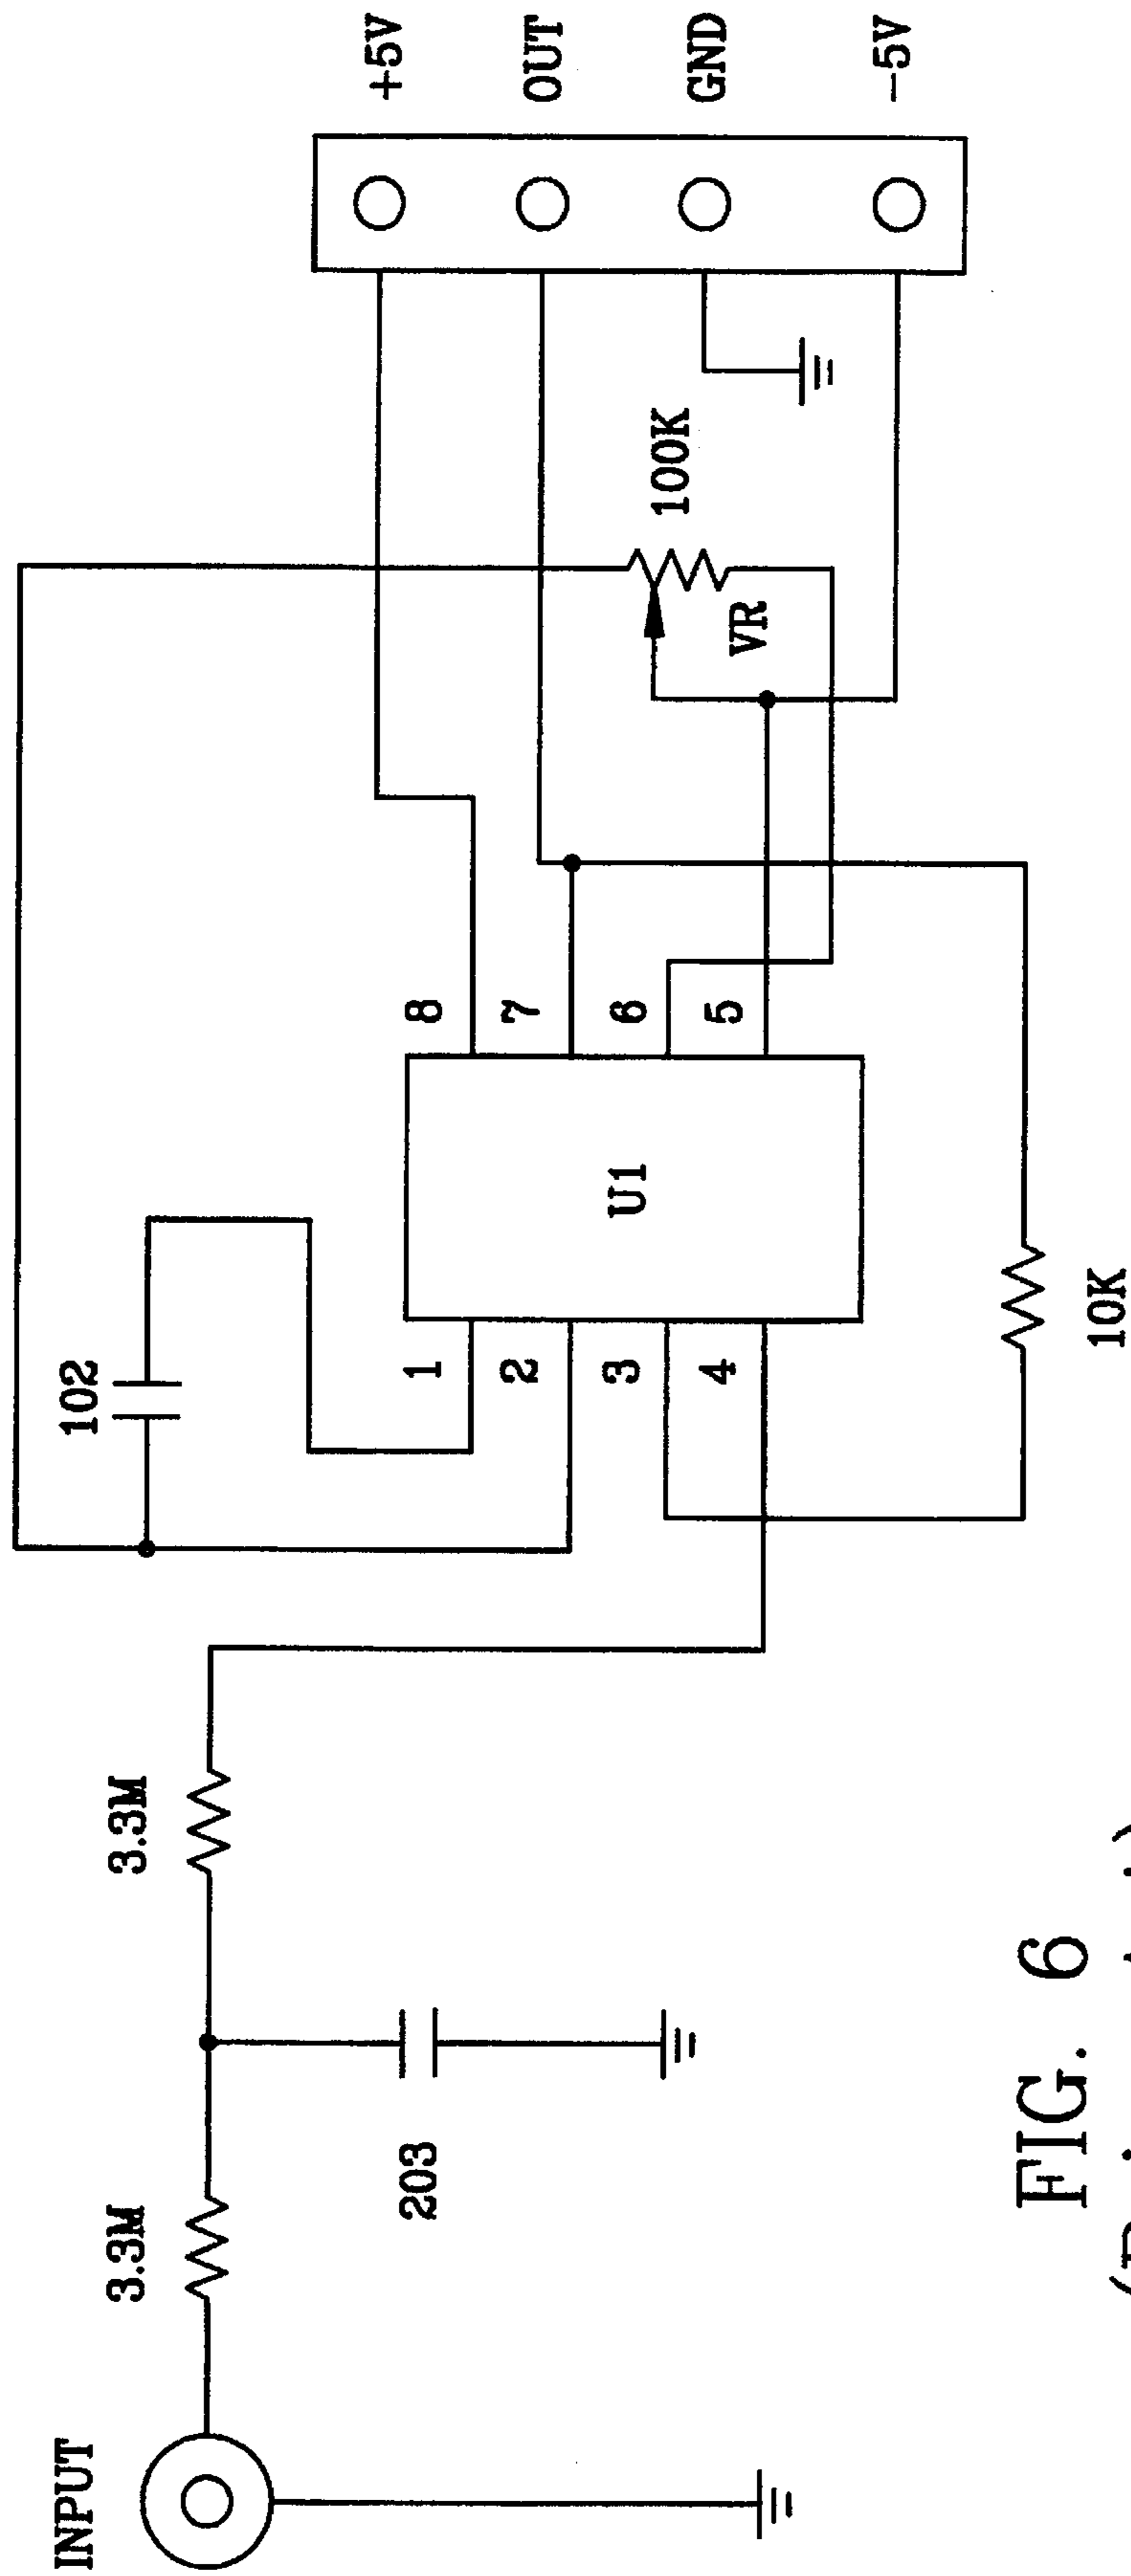 INPUT
3.3M
203
3.3M
102
1
2
3
4
U1
8
7
6
5
10K
VR
100K
+5V
OUT
GND
-5V
FIG. 6